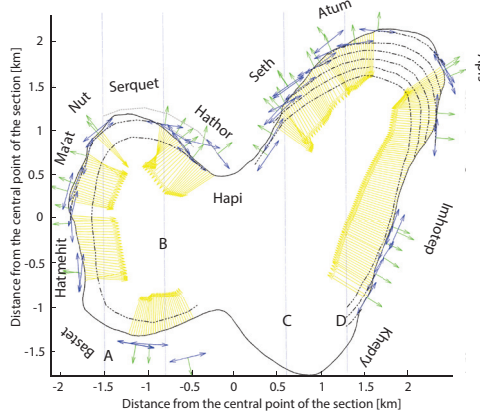 Atum
Seth
Serquet
Nut
Hathor
Ma'at
Hapi
Hatmehit
Imhotep
Bastet
Khepry
A
B
C
D
Distance from the central point of the section [km]
2
1.5
1
0.5
0
-0.5
-1
-1.5
-2 -1.5 -1 -0.5 0 0.5 1 1.5 2
Distance from the central point of the section [km]